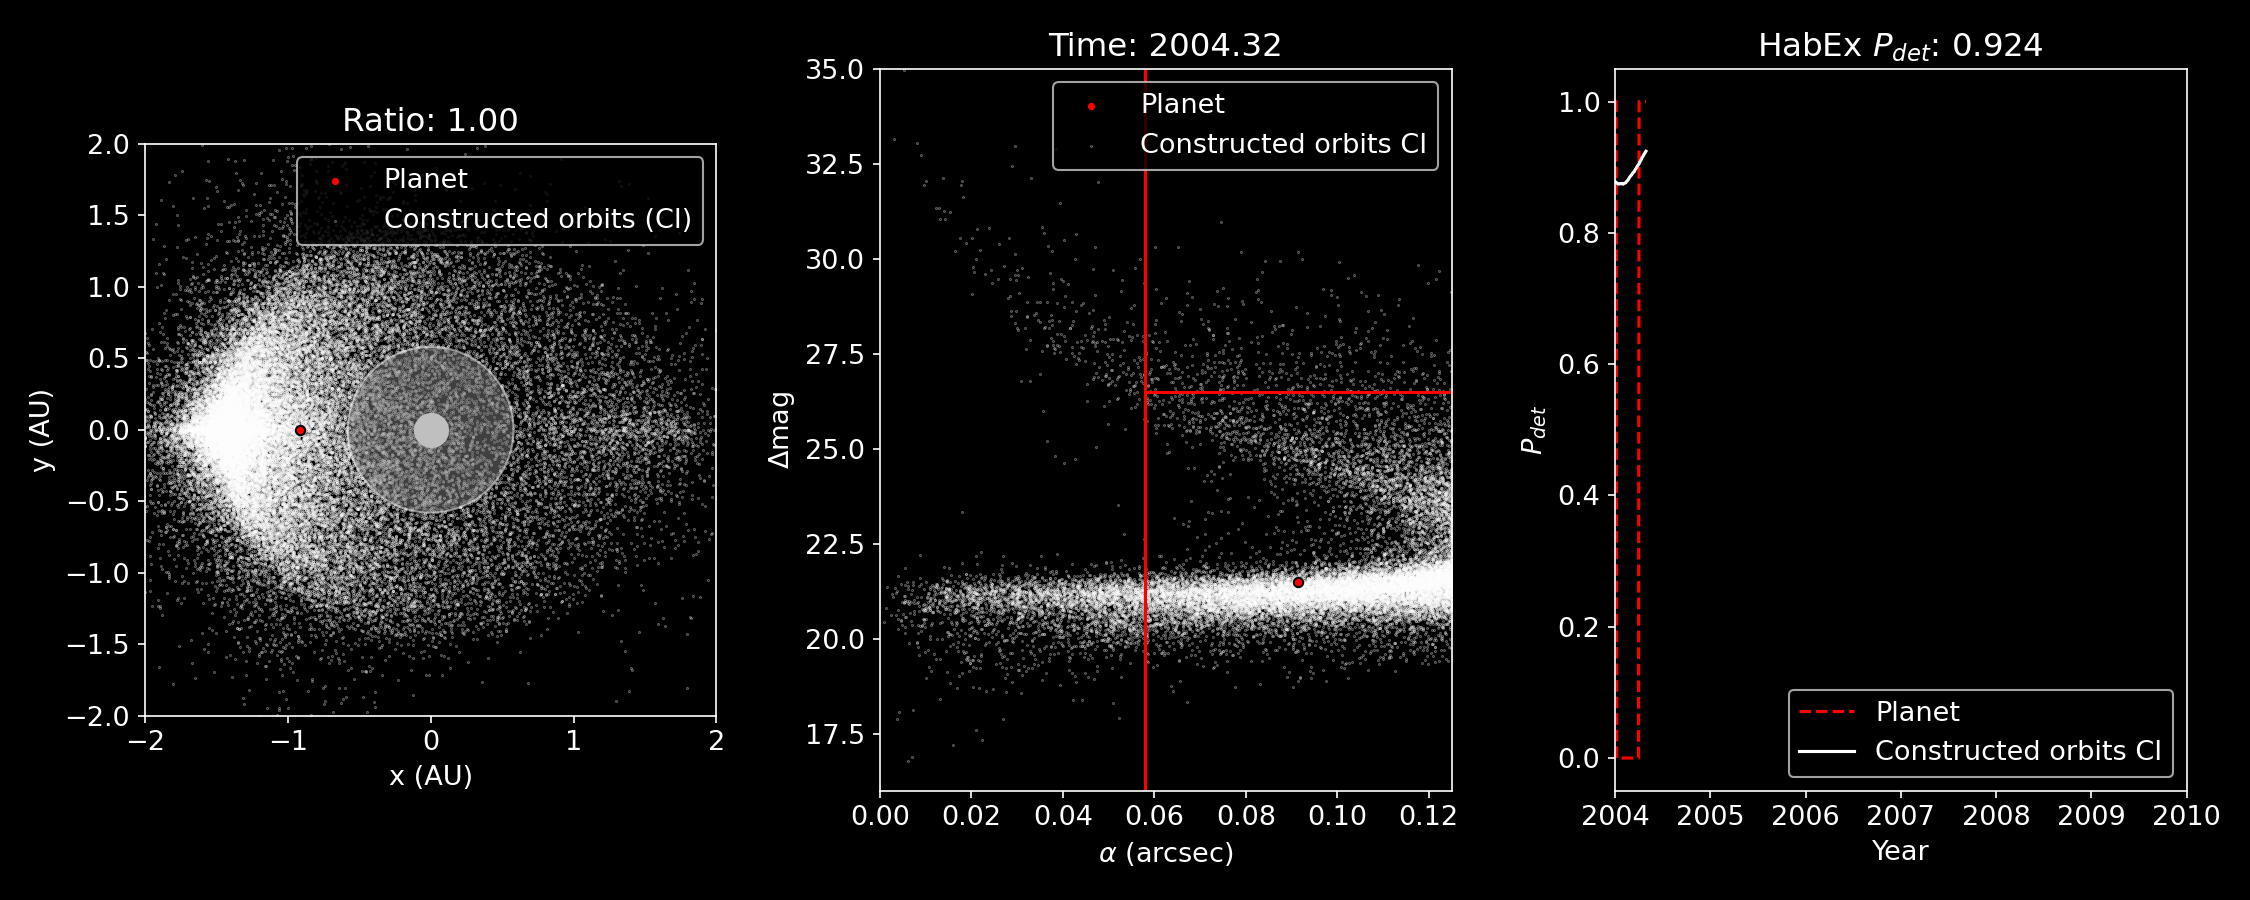 Ratio: 1.00
Planet
Constructed orbits (CI)
2.0
1.5
1.0
0.5
0.0
−0.5
−1.0
−1.5
−2.0
y (AU)
−2
−1
0
1
2
x (AU)
Time: 2004.32
Planet
Constructed orbits CI
35.0
32.5
30.0
27.5
25.0
22.5
20.0
17.5
Δmag
0.00
0.02
0.04
0.06
0.08
0.10
0.12
α (arcsec)
HabEx P_det: 0.924
1.0
0.8
0.6
0.4
0.2
0.0
P_det
Planet
Constructed orbits CI
2004
2005
2006
2007
2008
2009
2010
Year